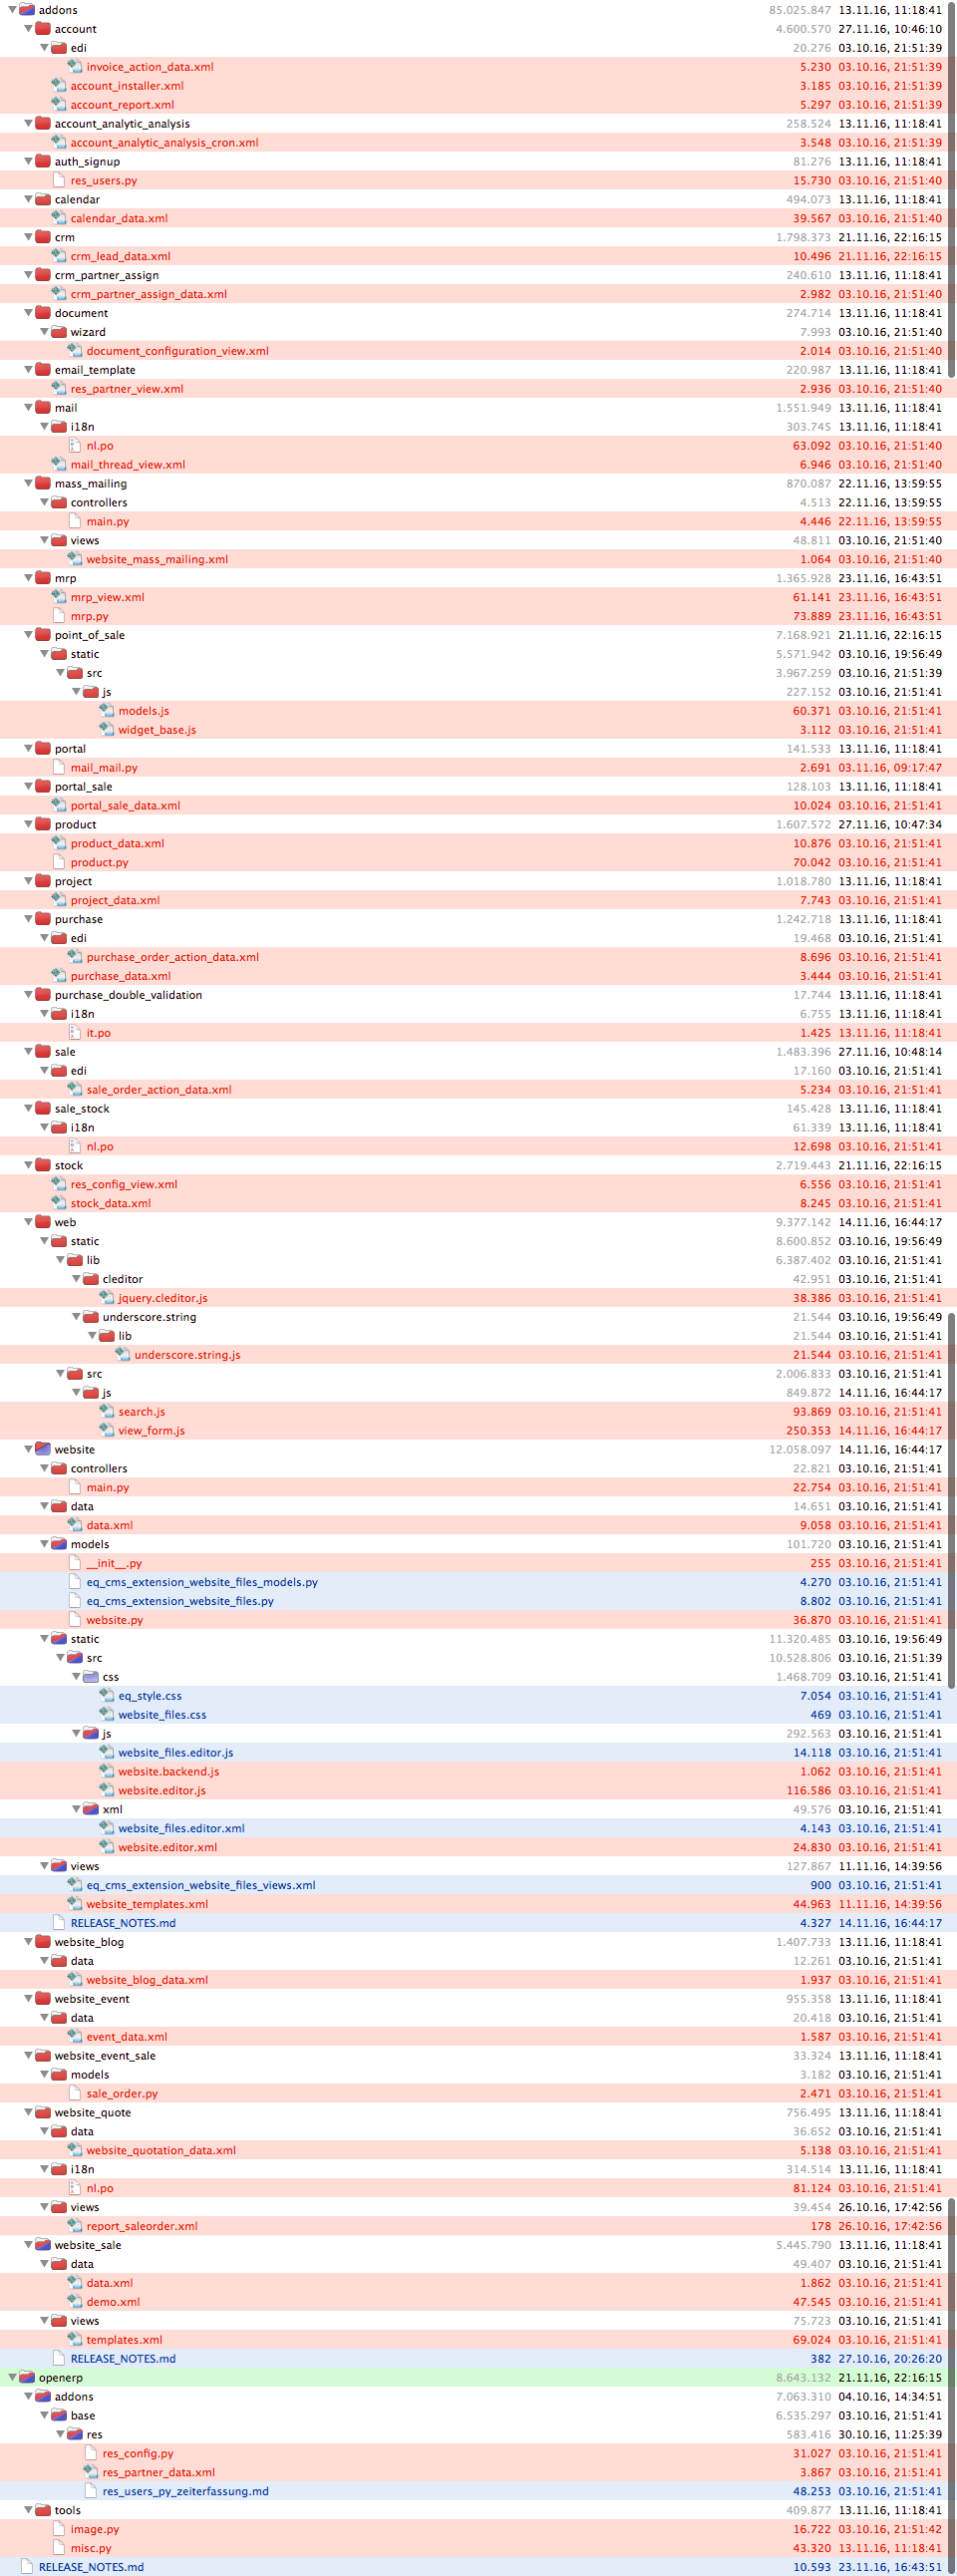 addons 85.025.847 13.11.16, 11:18:41
account 4.600.570 27.11.16, 10:46:10
edi 20.276 03.10.16, 21:51:39
invoice_action_data.xml 5.230 03.10.16, 21:51:39
account_installer.xml 3.185 03.10.16, 21:51:39
account_report.xml 5.297 03.10.16, 21:51:39
account_analytic_analysis 258.524 13.11.16, 11:18:41
account_analytic_analysis_cron.xml 3.548 03.10.16, 21:51:39
auth_signup 81.276 13.11.16, 11:18:41
res_users.py 15.730 03.10.16, 21:51:40
calendar 494.073 13.11.16, 11:18:41
calendar_data.xml 39.567 03.10.16, 21:51:40
crm 1.798.373 21.11.16, 22:16:15
crm_lead_data.xml 10.496 21.11.16, 22:16:15
crm_partner_assign 240.610 13.11.16, 11:18:41
crm_partner_assign_data.xml 2.982 03.10.16, 21:51:40
document 274.714 13.11.16, 11:18:41
wizard 7.993 03.10.16, 21:51:40
document_configuration_view.xml 2.014 03.10.16, 21:51:40
email_template 220.987 13.11.16, 11:18:41
res_partner_view.xml 2.936 03.10.16, 21:51:40
mail 1.551.949 13.11.16, 11:18:41
i18n 303.745 13.11.16, 11:18:41
nl.po 63.092 03.10.16, 21:51:40
mail_thread_view.xml 6.946 03.10.16, 21:51:40
mass_mailing 870.087 22.11.16, 13:59:55
controllers 4.513 22.11.16, 13:59:55
main.py 4.446 22.11.16, 13:59:55
views 48.811 03.10.16, 21:51:40
website_mass_mailing.xml 1.064 03.10.16, 21:51:40
mrp 1.365.928 23.11.16, 16:43:51
mrp_view.xml 61.141 23.11.16, 16:43:51
mrp.py 73.889 23.11.16, 16:43:51
point_of_sale 7.168.921 21.11.16, 22:16:15
static 5.571.942 03.10.16, 19:56:49
src 3.967.259 03.10.16, 21:51:39
js 227.152 03.10.16, 21:51:41
models.js 60.371 03.10.16, 21:51:41
widget_base.js 3.112 03.10.16, 21:51:41
portal 141.533 13.11.16, 11:18:41
mail_mail.py 2.691 03.11.16, 09:17:47
portal_sale 128.103 13.11.16, 11:18:41
portal_sale_data.xml 10.024 03.10.16, 21:51:41
product 1.607.572 27.11.16, 10:47:34
product_data.xml 10.876 03.10.16, 21:51:41
product.py 70.042 03.10.16, 21:51:41
project 1.018.780 13.11.16, 11:18:41
project_data.xml 7.743 03.10.16, 21:51:41
purchase 1.242.718 13.11.16, 11:18:41
edi 19.468 03.10.16, 21:51:41
purchase_order_action_data.xml 8.696 03.10.16, 21:51:41
purchase_data.xml 3.444 03.10.16, 21:51:41
purchase_double_validation 17.744 13.11.16, 11:18:41
i18n 6.755 13.11.16, 11:18:41
it.po 1.425 13.11.16, 11:18:41
sale 1.483.396 27.11.16, 10:48:14
edi 17.160 03.10.16, 21:51:41
sale_order_action_data.xml 5.234 03.10.16, 21:51:41
sale_stock 145.428 13.11.16, 11:18:41
i18n 61.339 13.11.16, 11:18:41
nl.po 12.698 03.10.16, 21:51:41
stock 2.719.443 21.11.16, 22:16:15
res_config_view.xml 6.556 03.10.16, 21:51:41
stock_data.xml 8.245 03.10.16, 21:51:41
web 9.377.142 14.11.16, 16:44:17
static 8.600.852 03.10.16, 19:56:49
lib 6.387.402 03.10.16, 21:51:41
cleditor 42.951 03.10.16, 21:51:41
jquery.cleditor.js 38.386 03.10.16, 21:51:41
underscore.string 21.544 03.10.16, 19:56:49
lib 21.544 03.10.16, 21:51:41
underscore.string.js 21.544 03.10.16, 21:51:41
src 2.006.833 03.10.16, 21:51:41
js 849.872 14.11.16, 16:44:17
search.js 93.869 03.10.16, 21:51:41
view_form.js 250.353 14.11.16, 16:44:17
website 12.058.097 14.11.16, 16:44:17
controllers 22.821 03.10.16, 21:51:41
main.py 22.754 03.10.16, 21:51:41
data 14.651 03.10.16, 21:51:41
data.xml 9.058 03.10.16, 21:51:41
models 101.720 03.10.16, 21:51:41
__init__.py 255 03.10.16, 21:51:41
eq_cms_extension_website_files_models.py 4.270 03.10.16, 21:51:41
eq_cms_extension_website_files.py 8.802 03.10.16, 21:51:41
website.py 36.870 03.10.16, 21:51:41
static 11.320.485 03.10.16, 19:56:49
src 10.528.806 03.10.16, 21:51:39
css 1.468.709 03.10.16, 21:51:41
eq_style.css 7.054 03.10.16, 21:51:41
website_files.css 469 03.10.16, 21:51:41
js 292.563 03.10.16, 21:51:41
website_files.editor.js 14.118 03.10.16, 21:51:41
website.backend.js 1.062 03.10.16, 21:51:41
website.editor.js 116.586 03.10.16, 21:51:41
xml 49.576 03.10.16, 21:51:41
website_files.editor.xml 4.143 03.10.16, 21:51:41
website.editor.xml 24.830 03.10.16, 21:51:41
views 127.867 11.11.16, 14:39:56
eq_cms_extension_website_files_views.xml 900 03.10.16, 21:51:41
website_templates.xml 44.963 11.11.16, 14:39:56
RELEASE_NOTES.md 4.327 14.11.16, 16:44:17
website_blog 1.407.733 13.11.16, 11:18:41
data 12.261 03.10.16, 21:51:41
website_blog_data.xml 1.937 03.10.16, 21:51:41
website_event 955.358 13.11.16, 11:18:41
data 20.418 03.10.16, 21:51:41
event_data.xml 1.587 03.10.16, 21:51:41
website_event_sale 33.324 13.11.16, 11:18:41
models 3.182 03.10.16, 21:51:41
sale_order.py 2.471 03.10.16, 21:51:41
website_quote 756.495 13.11.16, 11:18:41
data 36.652 03.10.16, 21:51:41
website_quotation_data.xml 5.138 03.10.16, 21:51:41
i18n 314.514 13.11.16, 11:18:41
nl.po 81.124 03.10.16, 21:51:41
views 39.454 26.10.16, 17:42:56
report_saleorder.xml 178 26.10.16, 17:42:56
website_sale 5.445.790 13.11.16, 11:18:41
data 49.407 03.10.16, 21:51:41
data.xml 1.862 03.10.16, 21:51:41
demo.xml 47.545 03.10.16, 21:51:41
views 75.723 03.10.16, 21:51:41
templates.xml 69.024 03.10.16, 21:51:41
RELEASE_NOTES.md 382 27.10.16, 20:26:20
openerp 8.643.132 21.11.16, 22:16:15
addons 7.063.310 04.10.16, 14:34:51
base 6.535.297 03.10.16, 21:51:41
res 583.416 30.10.16, 11:25:39
res_config.py 31.027 03.10.16, 21:51:41
res_partner_data.xml 3.867 03.10.16, 21:51:41
res_users_py_zeiterfassung.md 48.253 03.10.16, 21:51:41
tools 409.877 13.11.16, 11:18:41
image.py 16.722 03.10.16, 21:51:42
misc.py 43.320 13.11.16, 11:18:41
RELEASE_NOTES.md 10.593 23.11.16, 16:43:51